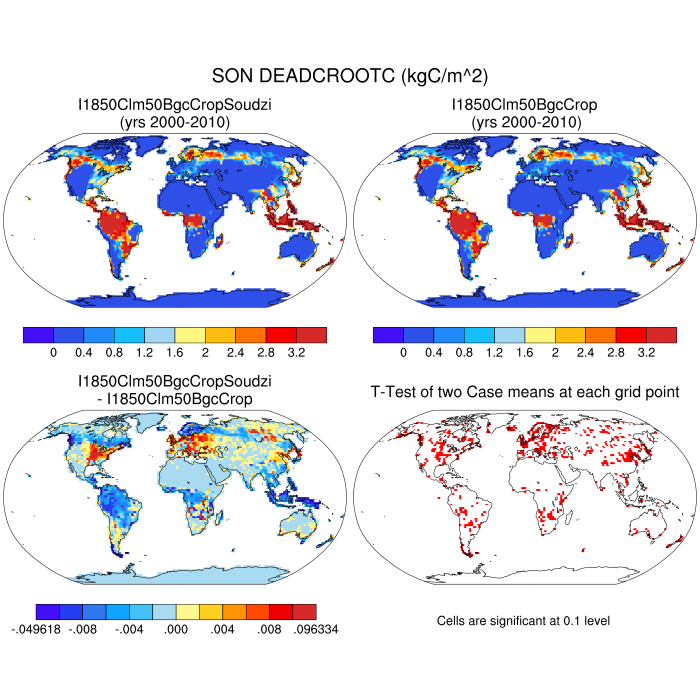 SON DEADCROOTC (kgC/m^2)
I1850Clm50BgcCropSoudzi
(yrs 2000-2010)
I1850Clm50BgcCrop
(yrs 2000-2010)
0 0.4 0.8 1.2 1.6 2 2.4 2.8 3.2
0 0.4 0.8 1.2 1.6 2 2.4 2.8 3.2
I1850Clm50BgcCropSoudzi
- I1850Clm50BgcCrop
T-Test of two Case means at each grid point
-.049618 -.008 -.004 .000 .004 .008 .096334
Cells are significant at 0.1 level